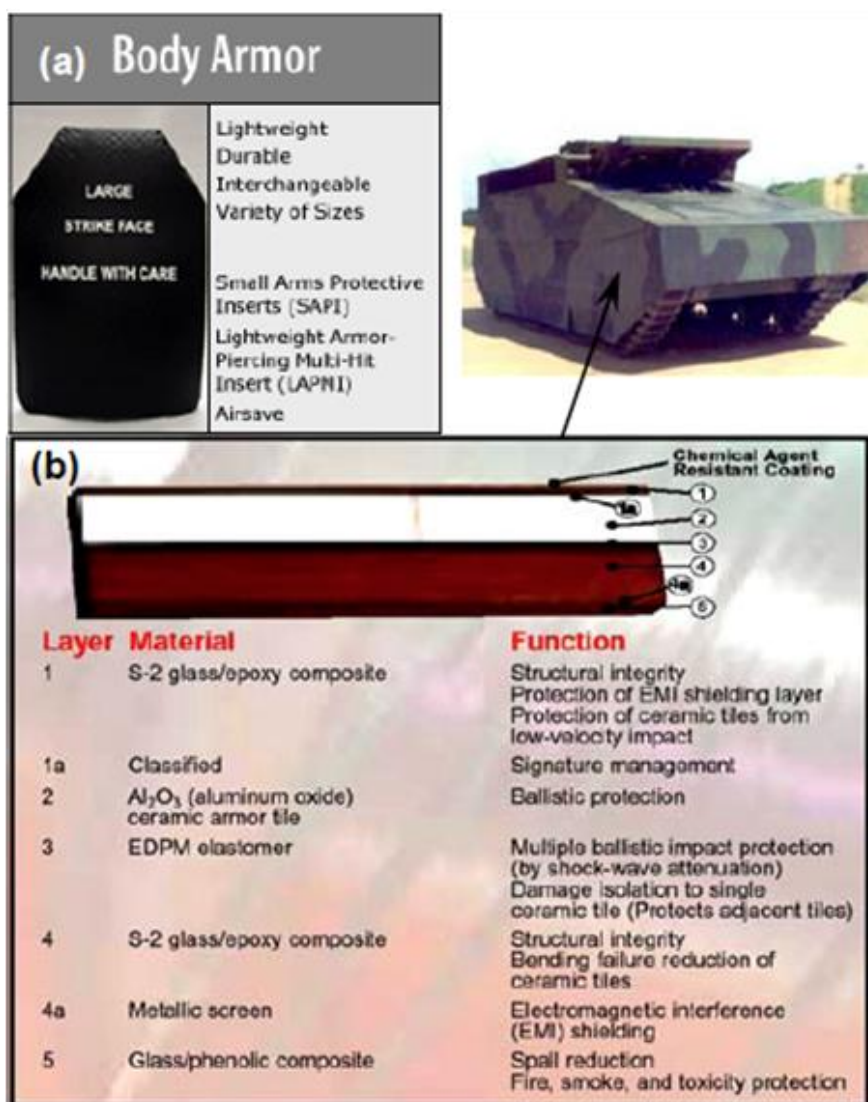 (a) Body Armor
LARGE
STRIKE FACE
HANDLE WITH CARE
Lightweight
Durable
Interchangeable
Variety of Sizes
Small Arms Protective
Inserts (SAPI)
Lightweight Armor-
Piercing Multi-Hit
Insert (LAPMI)
Airsave
(b)
Chemical Agent
Resistant Coating
1
1a
2
3
4
4a
5
Layer Material Function
1 S-2 glass/epoxy composite Structural integrity
Protection of EMI shielding layer
Protection of ceramic tiles from
low-velocity impact
1a Classified Signature management
2 Al₂O₃ (aluminum oxide) Ballistic protection
ceramic armor tile
3 EDPM elastomer Multiple ballistic impact protection
(by shock-wave attenuation)
Damage isolation to single
ceramic tile (Protects adjacent tiles)
4 S-2 glass/epoxy composite Structural integrity
Bending failure reduction of
ceramic tiles
4a Metallic screen Electromagnetic interference
(EMI) shielding
5 Glass/phenolic composite Spall reduction
Fire, smoke, and toxicity protection